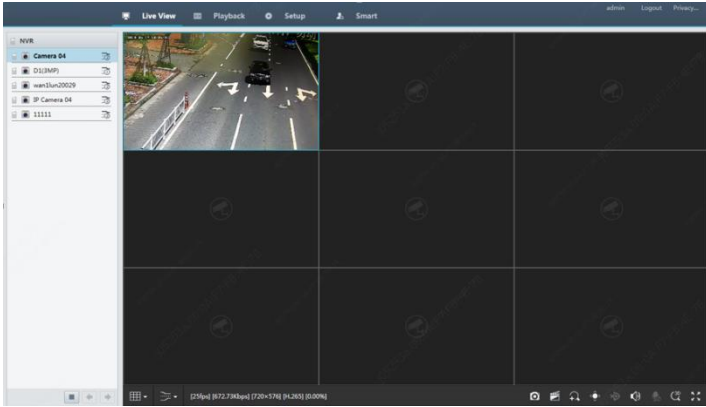 Live View
Playback
Setup
Smart
admin
Logout
Privacy...
NVR
Camera 04
D1(3MP)
wan1lun20029
IP Camera 04
11111
[25fps] [672.73Kbps] [720×576] [H.265] [0.00%]